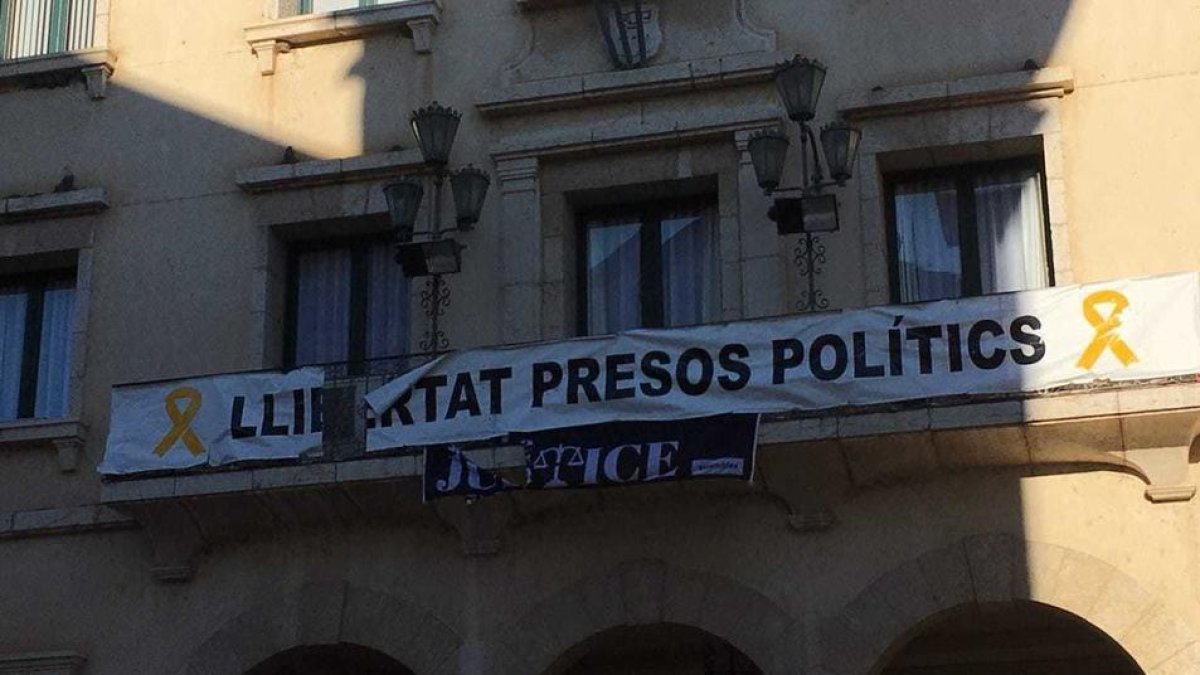 LLIBERTAT PRESOS POLÍTICS
JUSTICE